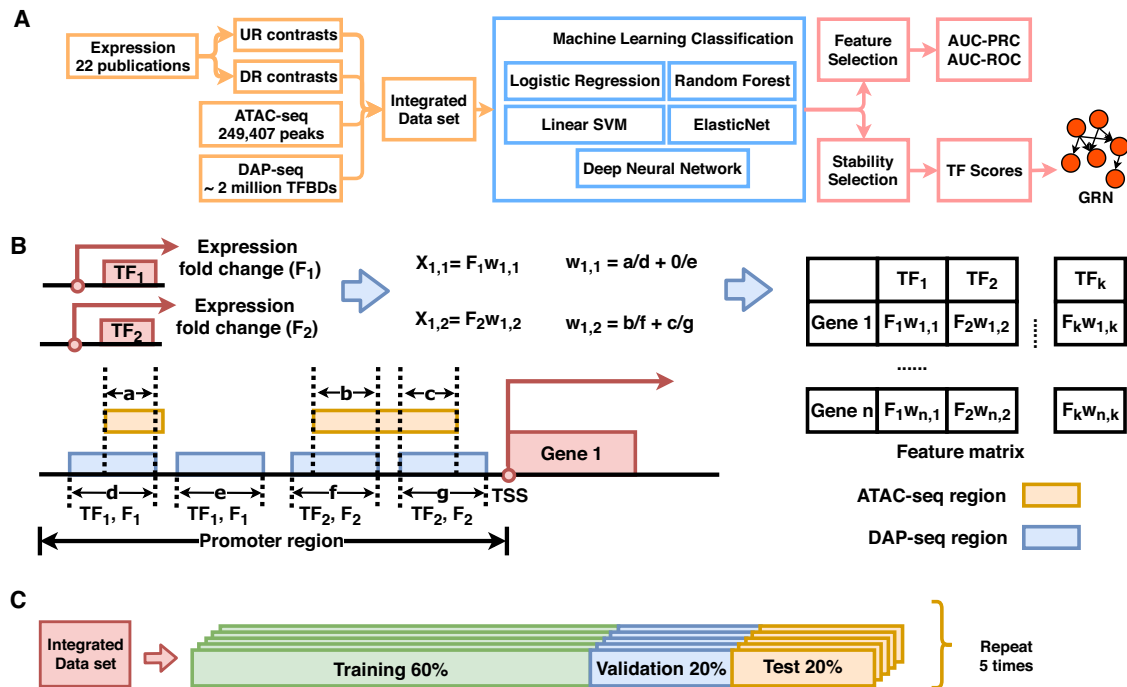 A
Expression
22 publications
UR contrasts
DR contrasts
ATAC-seq
249,407 peaks
DAP-seq
~ 2 million TFBDs
Integrated
Data set
Machine Learning Classification
Logistic Regression
Random Forest
Linear SVM
ElasticNet
Deep Neural Network
Feature
Selection
AUC-PRC
AUC-ROC
Stability
Selection
TF Scores
GRN
B
TF₁
Expression
fold change (F₁)
TF₂
Expression
fold change (F₂)
X₁,₁= F₁w₁,₁
w₁,₁ = a/d + 0/e
X₁,₂= F₂w₁,₂
w₁,₂ = b/f + c/g
TF₁ TF₂ TFₖ
Gene 1 F₁w₁,₁ F₂w₁,₂ Fₖw₁,ₖ
......
Gene n F₁wₙ,₁ F₂wₙ,₂ Fₖwₙ,ₖ
Feature matrix
a
b
c
Gene 1
d
e
f
g
TSS
TF₁, F₁
TF₁, F₁
TF₂, F₂
TF₂, F₂
Promoter region
ATAC-seq region
DAP-seq region
C
Integrated
Data set
Training 60%
Validation 20%
Test 20%
Repeat
5 times